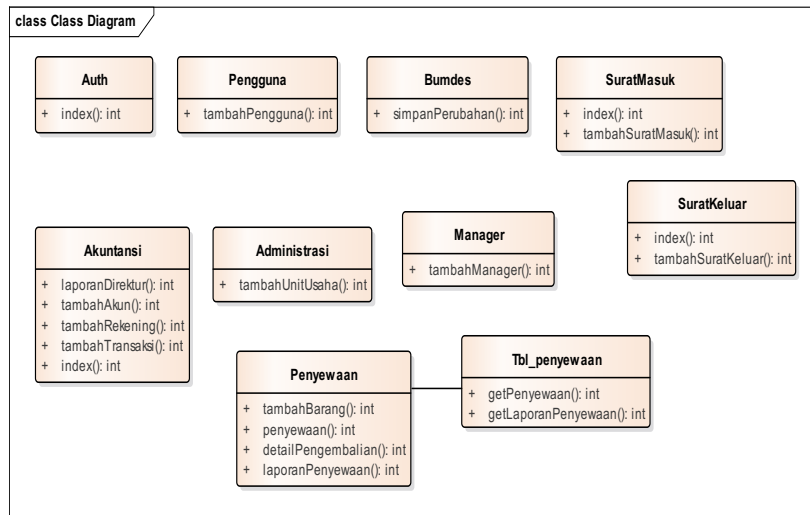 class Class Diagram
Auth
+ index(): int
Pengguna
+ tambahPengguna(): int
Bumdes
+ simpanPerubahan(): int
SuratMasuk
+ index(): int
+ tambahSuratMasuk(): int
SuratKeluar
+ index(): int
+ tambahSuratKeluar(): int
Akuntansi
+ laporanDirektur(): int
+ tambahAkun(): int
+ tambahRekening(): int
+ tambahTransaksi(): int
+ index(): int
Administrasi
+ tambahUnitUsaha(): int
Manager
+ tambahManager(): int
Penyewaan
+ tambahBarang(): int
+ penyewaan(): int
+ detailPengembalian(): int
+ laporanPenyewaan(): int
Tbl_penyewaan
+ getPenyewaan(): int
+ getLaporanPenyewaan(): int